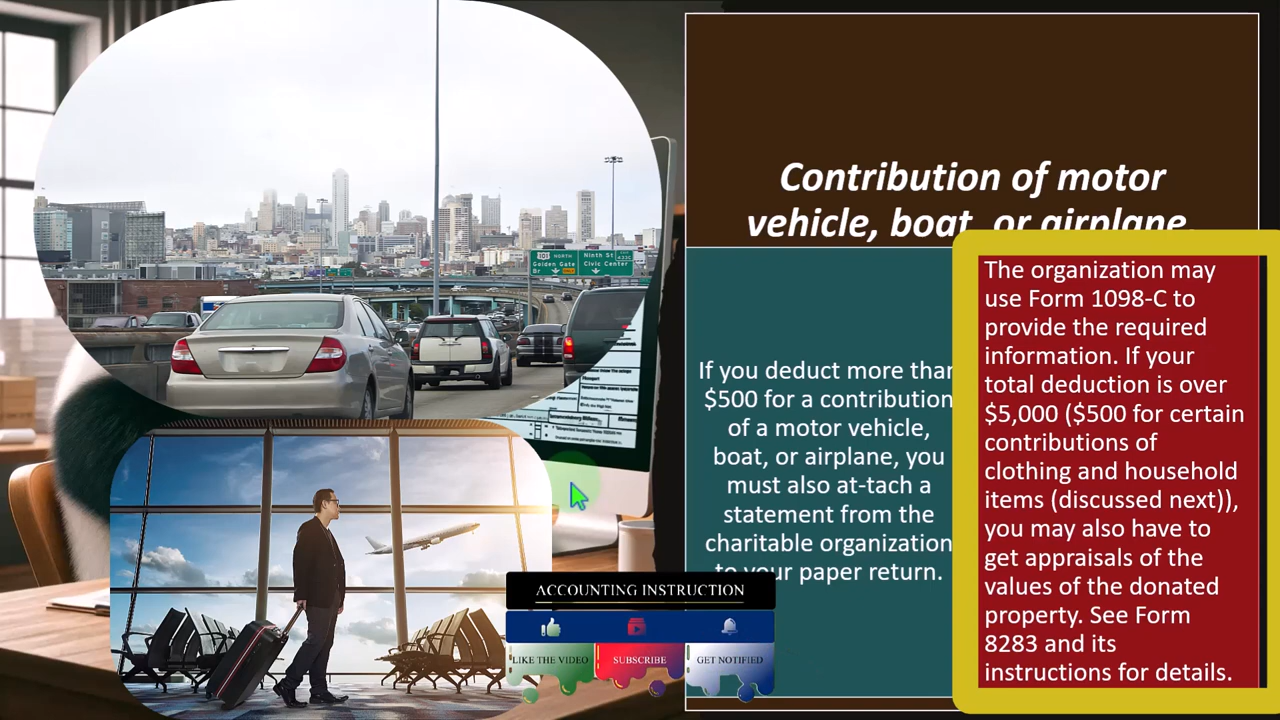 Contribution of motor
vehicle, boat, or airplane.
If you deduct more than
$500 for a contribution
of a motor vehicle,
boat, or airplane, you
must also at-tach a
statement from the
charitable organization
to your paper return.
The organization may
use Form 1098-C to
provide the required
information. If your
total deduction is over
$5,000 ($500 for certain
contributions of
clothing and household
items (discussed next)),
you may also have to
get appraisals of the
values of the donated
property. See Form
8283 and its
instructions for details.
101 NORTH
Golden Gate
Br
Ninth St
Civic Center
ACCOUNTING INSTRUCTION
LIKE THE VIDEO
SUBSCRIBE
GET NOTIFIED